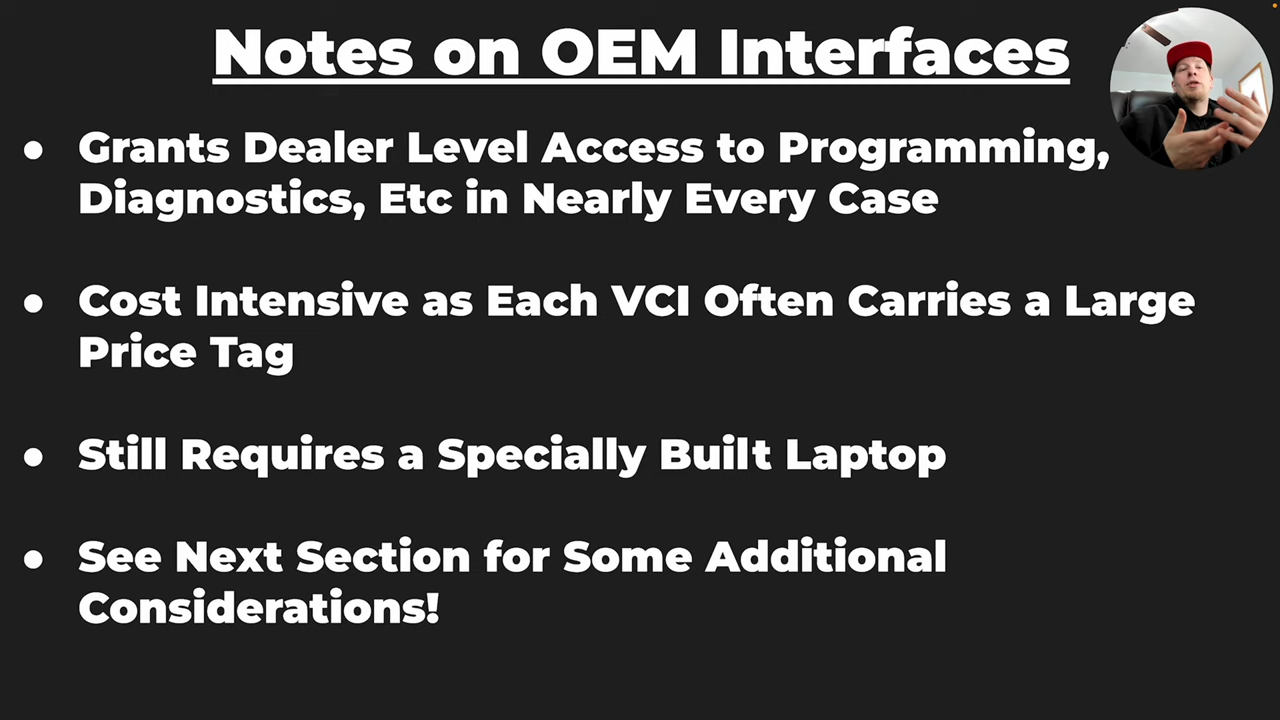 Notes on OEM Interfaces
● Grants Dealer Level Access to Programming,
Diagnostics, Etc in Nearly Every Case
● Cost Intensive as Each VCI Often Carries a Large
Price Tag
● Still Requires a Specially Built Laptop
● See Next Section for Some Additional
Considerations!